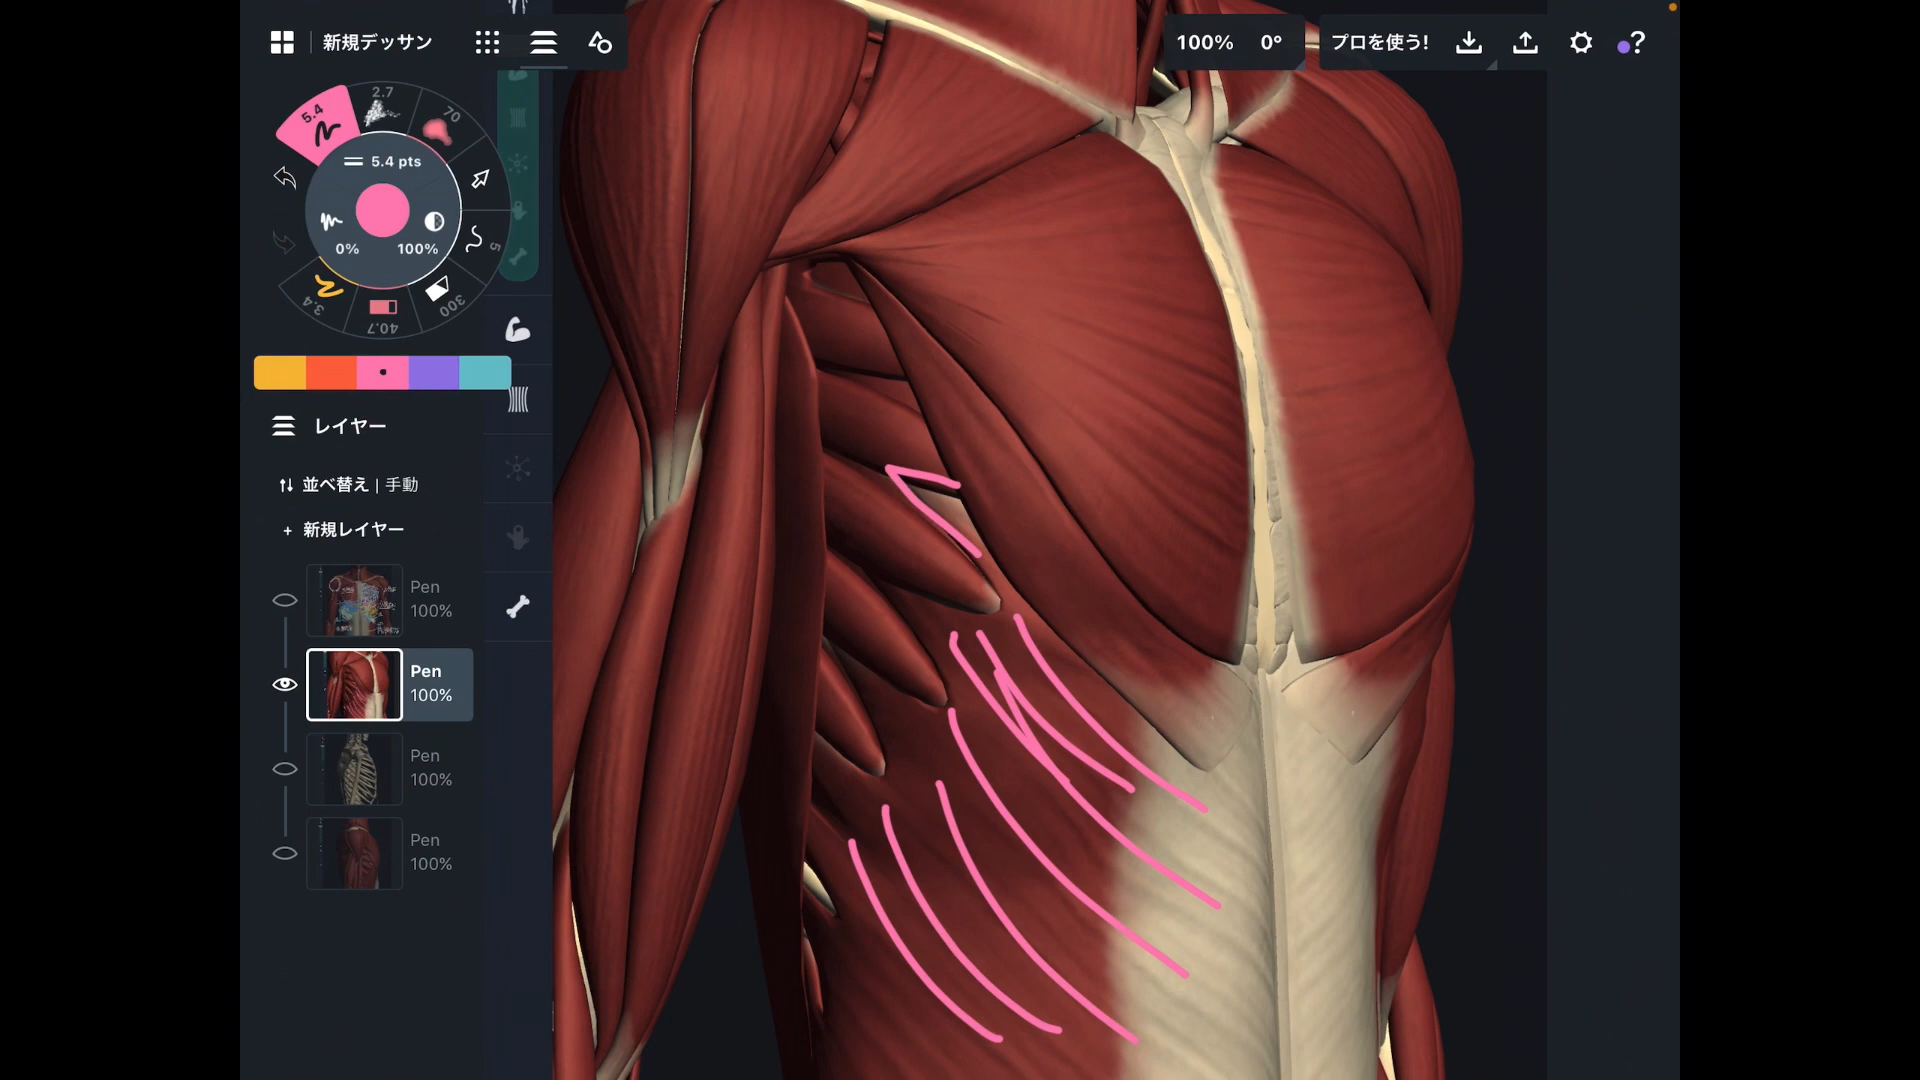 新規デッサン
100% 0° プロを使う! ?
5.4
2.7
70
5.4 pts
5
0% 100%
3.4
40.7
300
レイヤー
並べ替え | 手動
+ 新規レイヤー
Pen
100%
Pen
100%
Pen
100%
Pen
100%